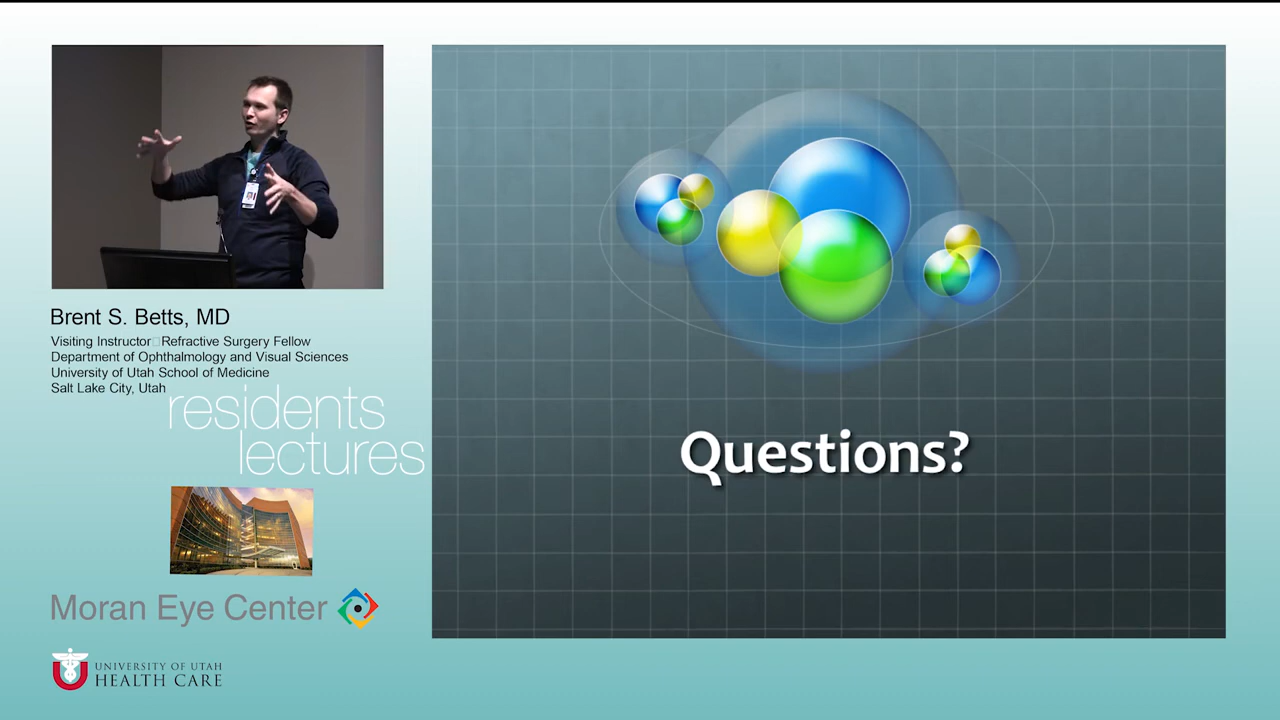 Brent S. Betts, MD
Visiting Instructor□Refractive Surgery Fellow
Department of Ophthalmology and Visual Sciences
University of Utah School of Medicine
Salt Lake City, Utah
residents
lectures
Moran Eye Center
UNIVERSITY OF UTAH
HEALTH CARE
Questions?